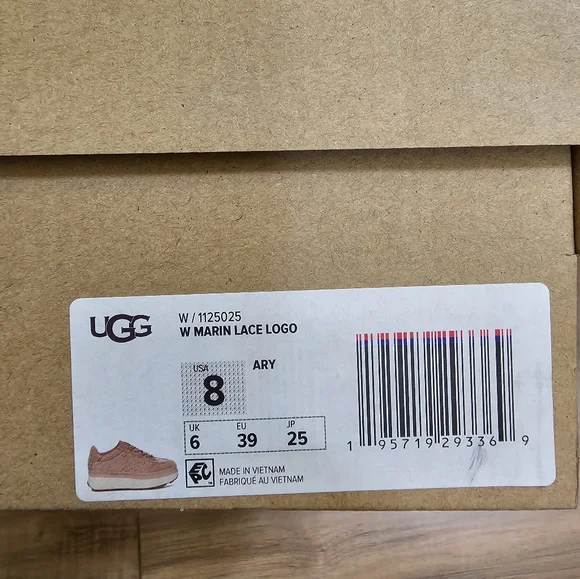 UGG
W / 1125025
W MARIN LACE LOGO
USA
8
ARY
UK EU JP
6 39 25
EPC
MADE IN VIETNAM
FABRIQUÉ AU VIETNAM
1 95719 29336 9